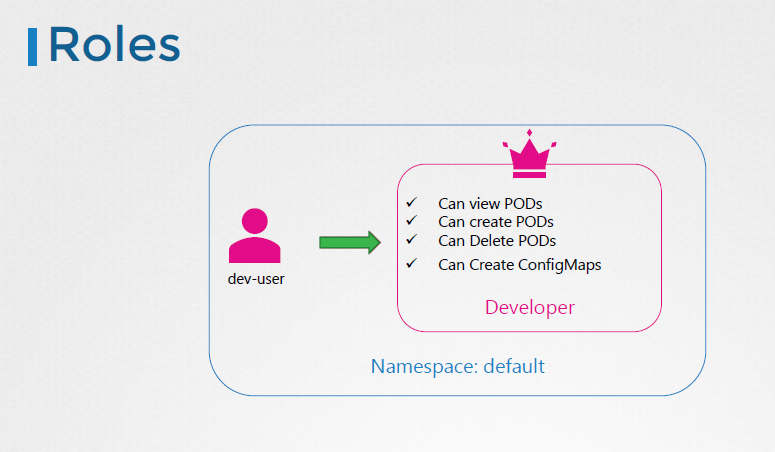 Roles
Can view PODs
Can create PODs
Can Delete PODs
Can Create ConfigMaps
dev-user
Developer
Namespace: default